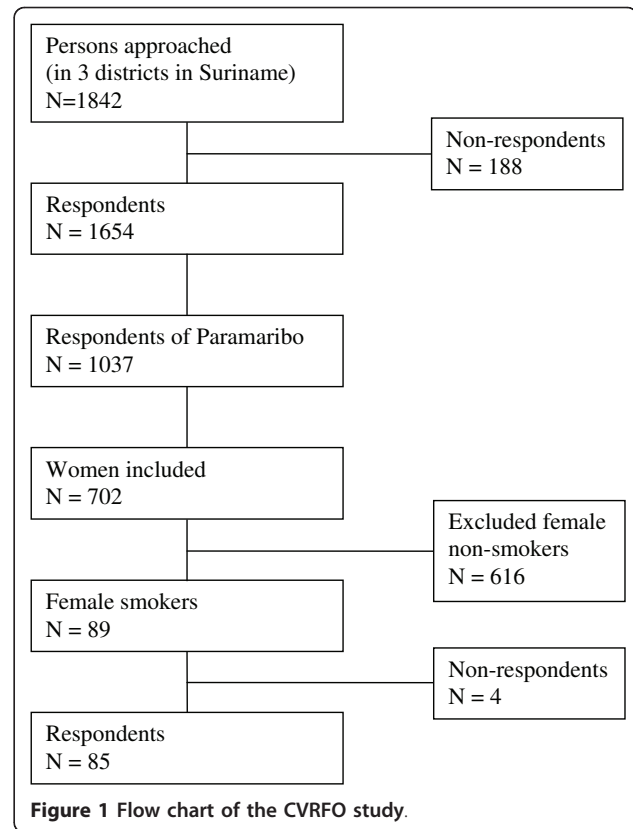 Persons approached
(in 3 districts in Suriname)
N=1842
Non-respondents
N = 188
Respondents
N = 1654
Respondents of Paramaribo
N = 1037
Women included
N = 702
Excluded female
non-smokers
N = 616
Female smokers
N = 89
Non-respondents
N = 4
Respondents
N = 85
Figure 1 Flow chart of the CVRFO study.